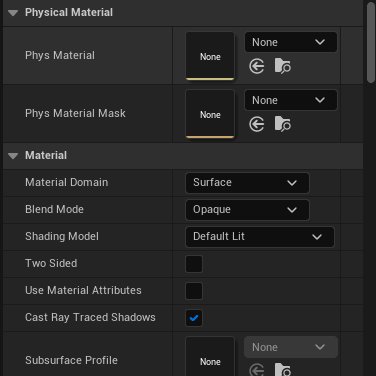 Physical Material
Phys Material
None
None
Phys Material Mask
None
None
Material
Material Domain
Surface
Blend Mode
Opaque
Shading Model
Default Lit
Two Sided
Use Material Attributes
Cast Ray Traced Shadows
Subsurface Profile
None
None